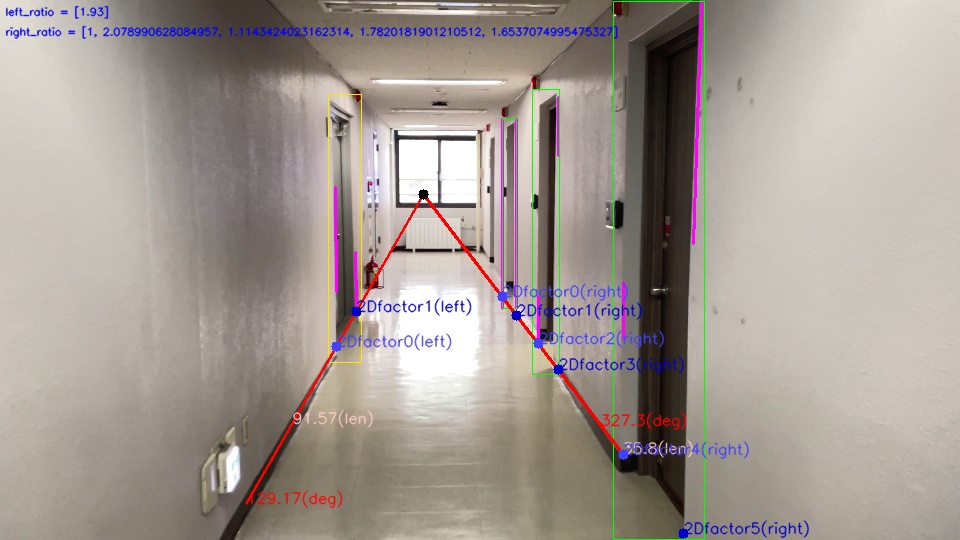 left_ratio = [1.93]
right_ratio = [1, 2.078990628084957, 1.1143424023162314, 1.7820181901210512, 1.6537074995475327]
2Dfactor0(right)
2Dfactor1(left)
2Dfactor1(right)
2Dfactor0(left)
2Dfactor2(right)
2Dfactor3(right)
91.57(len)
327.3(deg)
35.8(len)
129.17(deg)
2Dfactor5(right)